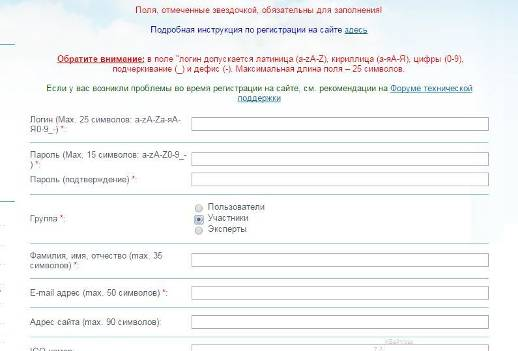 Поля, отмеченные звездочкой, обязательны для заполнения!
Подробная инструкция по регистрации на сайте здесь
Обратите внимание: в поле "логин допускается латиница (a-zA-Z), кириллица (а-яА-Я), цифры (0-9),
подчеркивание (_) и дефис (-). Максимальная длина поля – 25 символов.
Если у вас возникли проблемы во время регистрации на сайте, см. рекомендации на Форуме технической
поддержки
Логин (Мах. 25 символов: a-zA-Zа-яА-
Я0-9_-) *:
Пароль (Мах, 15 символов: a-zA-Z0-9_-
) *:
Пароль (подтверждение) *:
Группа *:
Пользователи
Участники
Эксперты
Фамилия, имя, отчество (max. 35
символов) *:
E-mail адрес (max. 50 символов) *:
Адрес сайта (max. 90 символов):